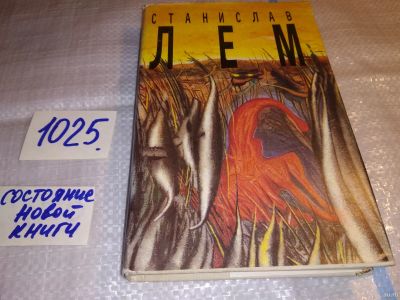 СТАНИСЛАВ
ЛЕМ
1025.
СОСТОЯНИЕ
НОВОЙ
КНИГИ